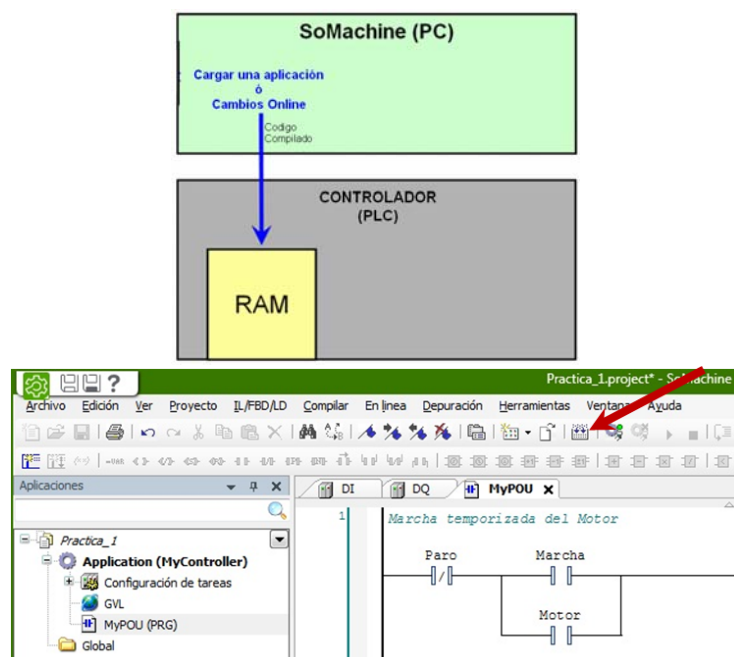 SoMachine (PC)
Cargar una aplicación
ó
Cambios Online
Codigo
Compilado
CONTROLADOR
(PLC)
RAM
?
Practica_1.project* - SoMachine
Archivo Edición Ver Proyecto IL/FBD/LD Compilar En línea Depuración Herramientas Ventana Ayuda
Aplicaciones
DI DQ MyPOU
Practica_1
Application (MyController)
Configuración de tareas
GVL
MyPOU (PRG)
Global
1 Marcha temporizada del Motor
Paro Marcha
Motor